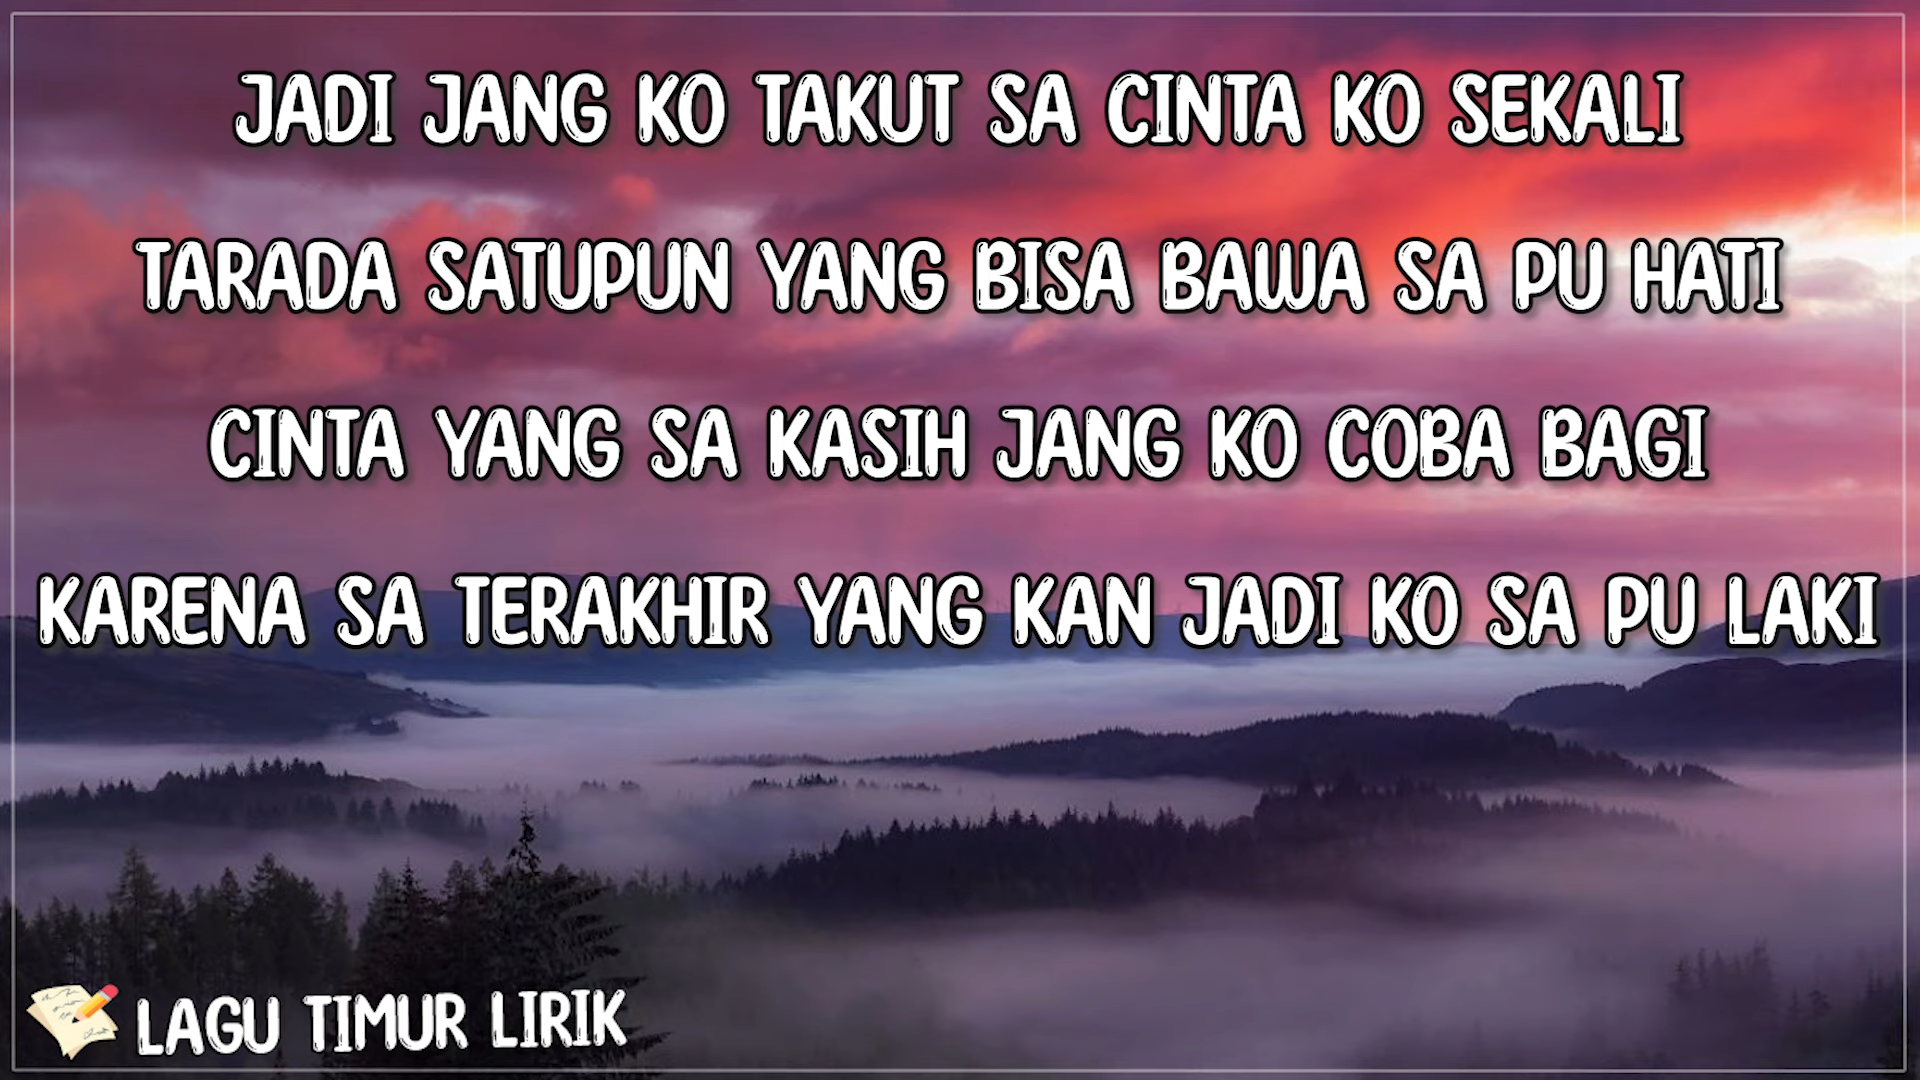 JADI JANG KO TAKUT SA CINTA KO SEKALI
TARADA SATUPUN YANG BISA BAWA SA PU HATI
CINTA YANG SA KASIH JANG KO COBA BAGI
KARENA SA TERAKHIR YANG KAN JADI KO SA PU LAKI
LAGU TIMUR LIRIK